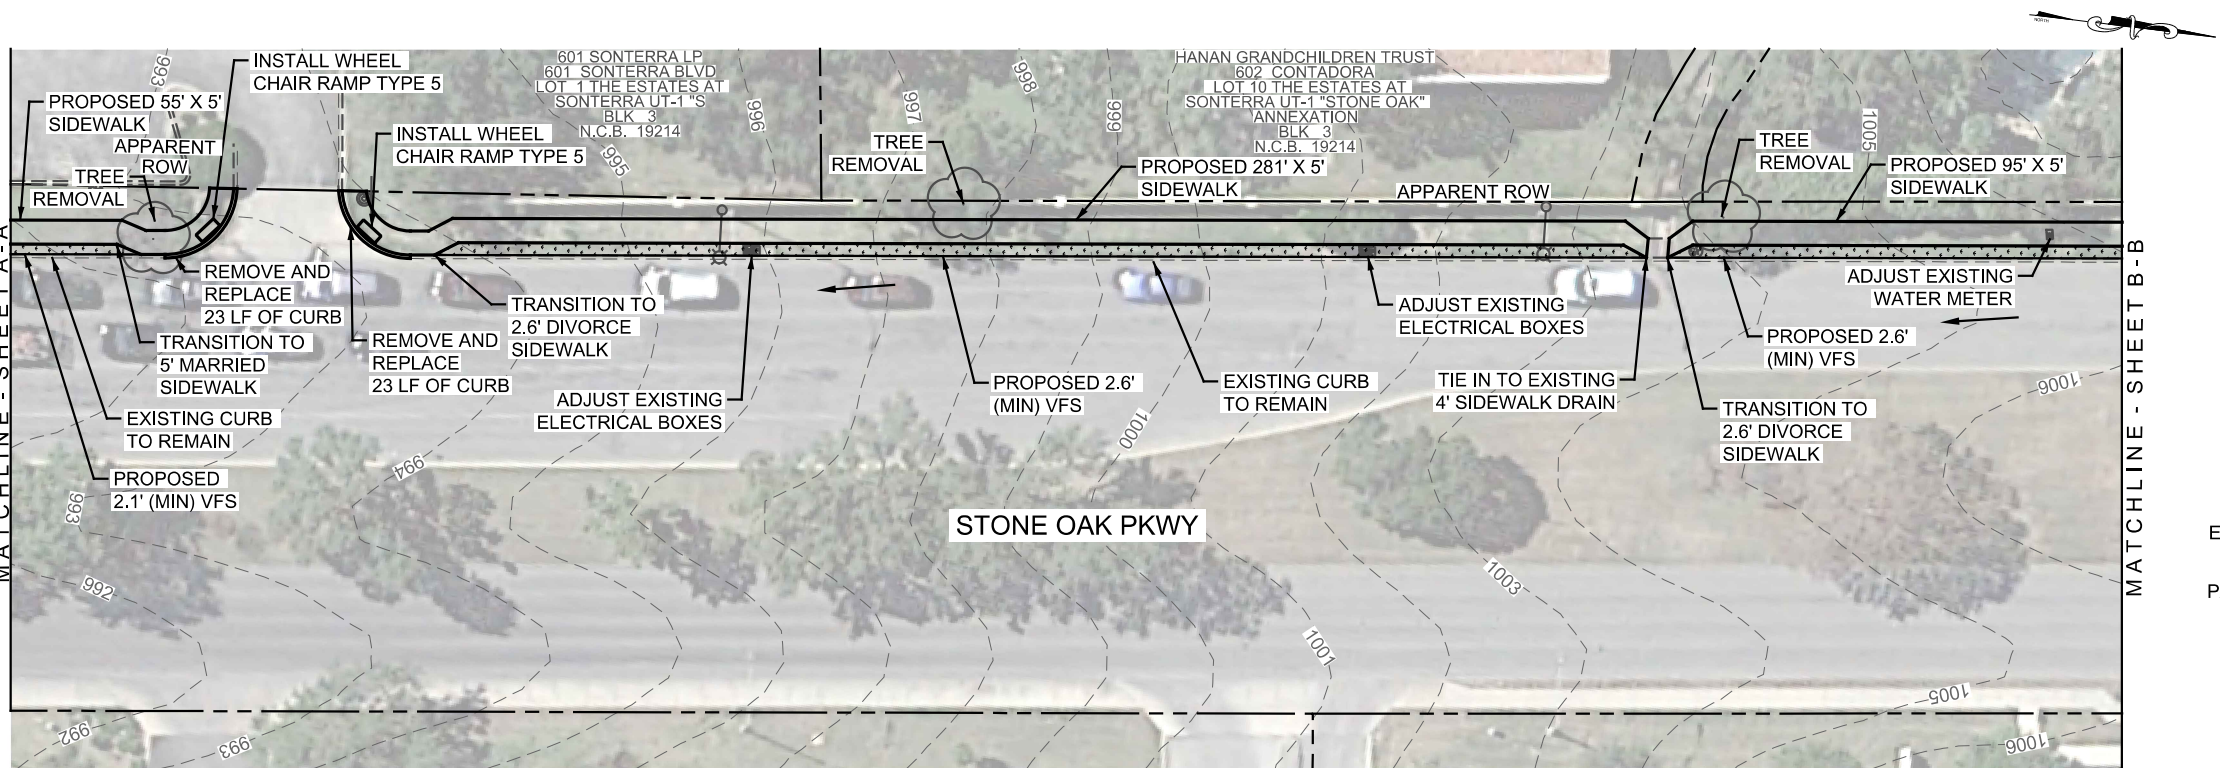 NORTH
INSTALL WHEEL
CHAIR RAMP TYPE 5
PROPOSED 55' X 5'
SIDEWALK
APPARENT
ROW
TREE
REMOVAL
993
INSTALL WHEEL
CHAIR RAMP TYPE 5
601 SONTERRA LP
601 SONTERRA BLVD
LOT 1 THE ESTATES AT
SONTERRA UT-1 "S
BLK 3
N.C.B. 19214
995
996
997
998
999
TREE
REMOVAL
HANAN GRANDCHILDREN TRUST
602 CONTADORA
LOT 10 THE ESTATES AT
SONTERRA UT-1 "STONE OAK"
ANNEXATION
BLK 3
N.C.B. 19214
PROPOSED 281' X 5'
SIDEWALK
APPARENT ROW
TREE
REMOVAL
1005
PROPOSED 95' X 5'
SIDEWALK
MATCHLINE - SHEET A-A
REMOVE AND
REPLACE
23 LF OF CURB
TRANSITION TO
5' MARRIED
SIDEWALK
EXISTING CURB
TO REMAIN
PROPOSED
2.1' (MIN) VFS
REMOVE AND
REPLACE
23 LF OF CURB
TRANSITION TO
2.6' DIVORCE
SIDEWALK
ADJUST EXISTING
ELECTRICAL BOXES
PROPOSED 2.6'
(MIN) VFS
EXISTING CURB
TO REMAIN
ADJUST EXISTING
ELECTRICAL BOXES
TIE IN TO EXISTING
4' SIDEWALK DRAIN
PROPOSED 2.6'
(MIN) VFS
TRANSITION TO
2.6' DIVORCE
SIDEWALK
ADJUST EXISTING
WATER METER
MATCHLINE - SHEET B-B
1006
994
1000
993
STONE OAK PKWY
E
P
992
1003
1001
1005
992
993
1006